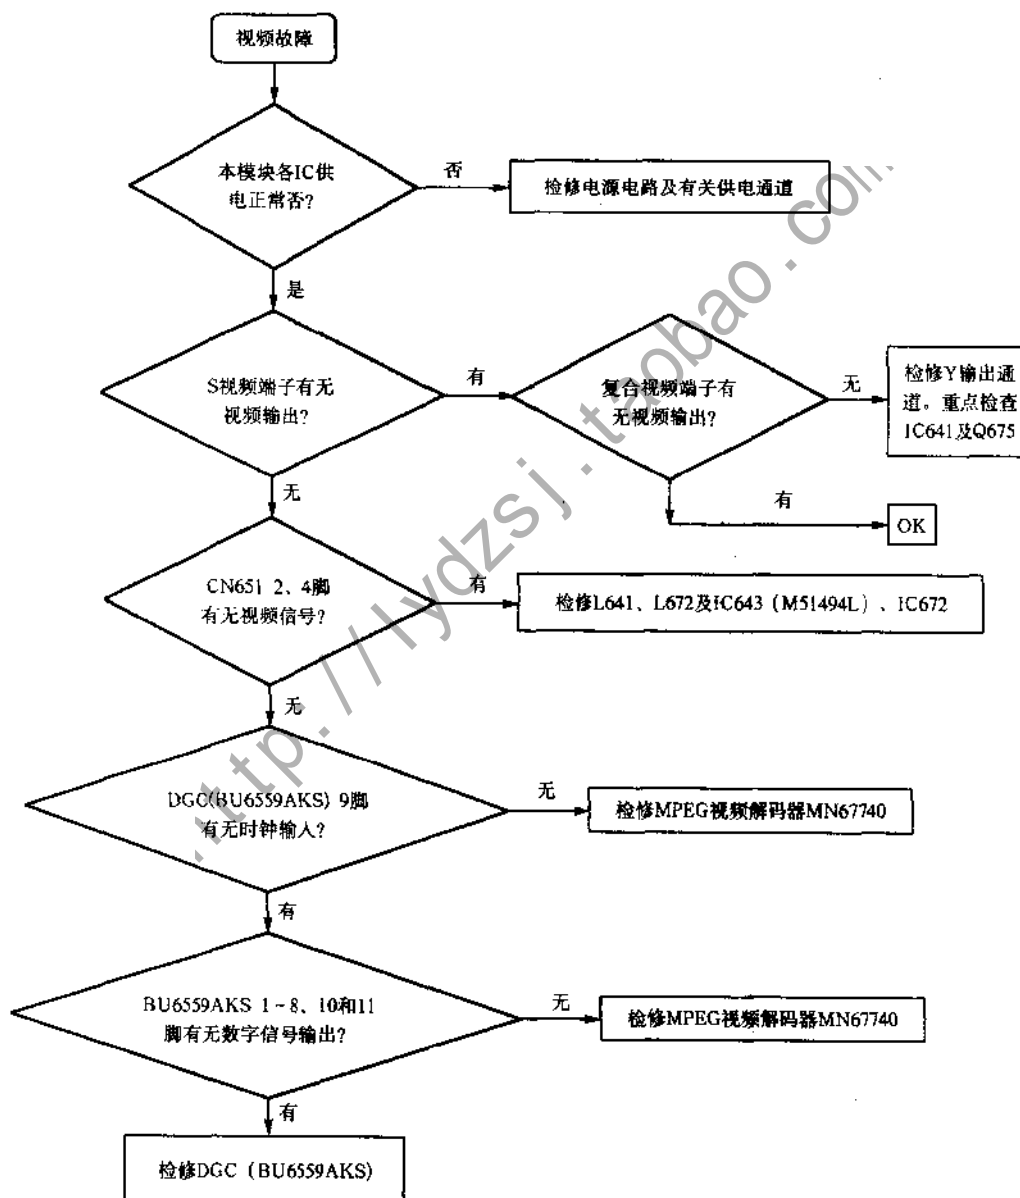 视频故障
本模块各IC供
电正常否?
否
检修电源电路及有关供电通道
是
S视频端子有无
视频输出?
有
复合视频端子有
无视频输出?
无
检修Y输出通
道。重点检查
IC641及Q675
有
OK
无
CN651 2、4脚
有无视频信号?
有
检修L641、L672及IC643 (M51494L)、IC672
无
DGC(BU6559AKS) 9脚
有无时钟输入?
无
检修MPEG视频解码器MN67740
有
BU6559AKS 1~8、10和11
脚有无数字信号输出?
无
检修MPEG视频解码器MN67740
有
检修DGC (BU6559AKS)
http://lydzsj.taobao.com